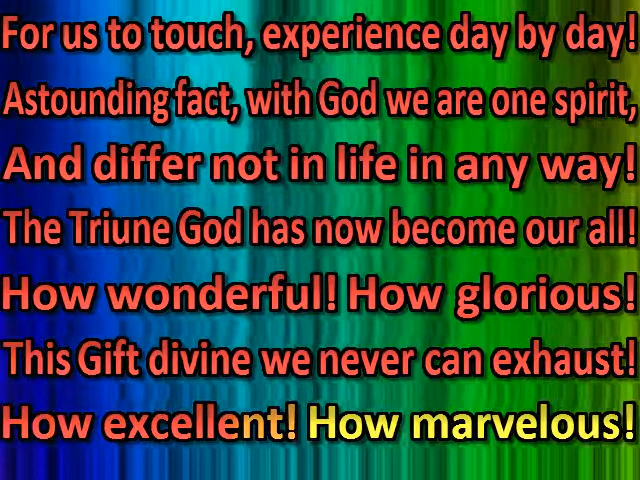 For us to touch, experience day by day!
Astounding fact, with God we are one spirit,
And differ not in life in any way!
The Triune God has now become our all!
How wonderful! How glorious!
This Gift divine we never can exhaust!
How excellent! How marvelous!